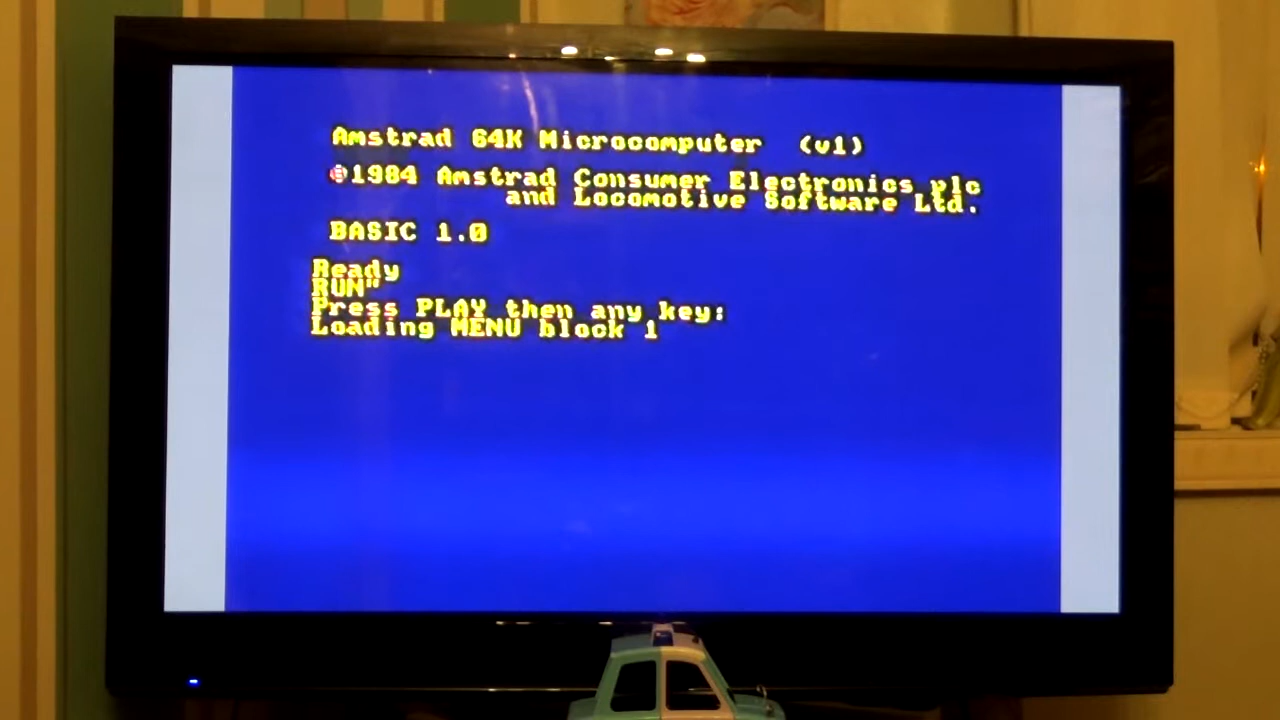 Amstrad 64K Microcomputer (v1)
©1984 Amstrad Consumer Electronics plc
and Locomotive Software Ltd.
BASIC 1.0
Ready
RUN"
Press PLAY then any key:
Loading MENU block 1